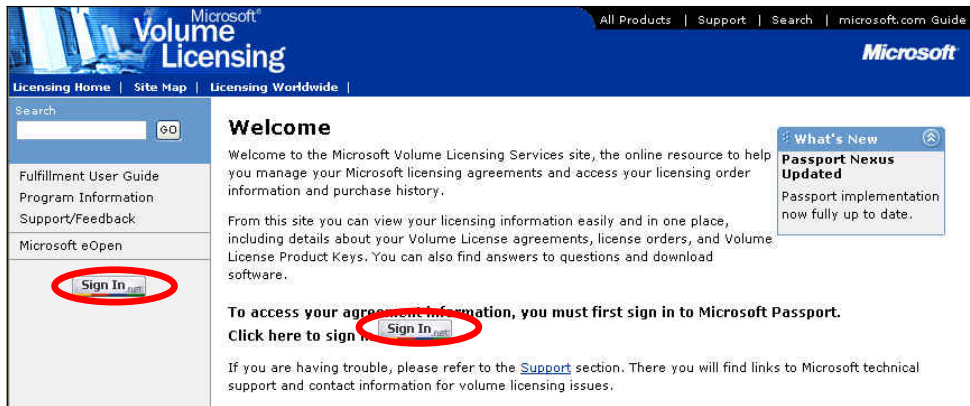 Microsoft®
Volume
Licensing
All Products | Support | Search | microsoft.com Guide
Microsoft
Licensing Home | Site Map | Licensing Worldwide |
Search
GO
Fulfillment User Guide
Program Information
Support/Feedback
Microsoft eOpen
Sign In .net
Welcome
Welcome to the Microsoft Volume Licensing Services site, the online resource to help
you manage your Microsoft licensing agreements and access your licensing order
information and purchase history.
From this site you can view your licensing information easily and in one place,
including details about your Volume License agreements, license orders, and Volume
License Product Keys. You can also find answers to questions and download
software.
To access your agreement information, you must first sign in to Microsoft Passport.
Click here to sign in Sign In .net
If you are having trouble, please refer to the Support section. There you will find links to Microsoft technical
support and contact information for volume licensing issues.
What's New
Passport Nexus
Updated
Passport implementation
now fully up to date.